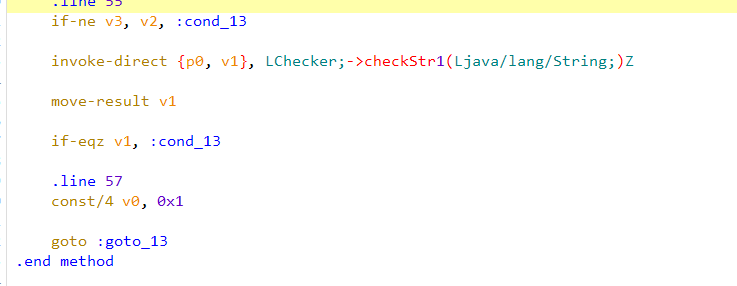 .line 55
if-ne v3, v2, :cond_13
invoke-direct {p0, v1}, LChecker;->checkStr1(Ljava/lang/String;)Z
move-result v1
if-eqz v1, :cond_13
.line 57
const/4 v0, 0x1
goto :goto_13
.end method